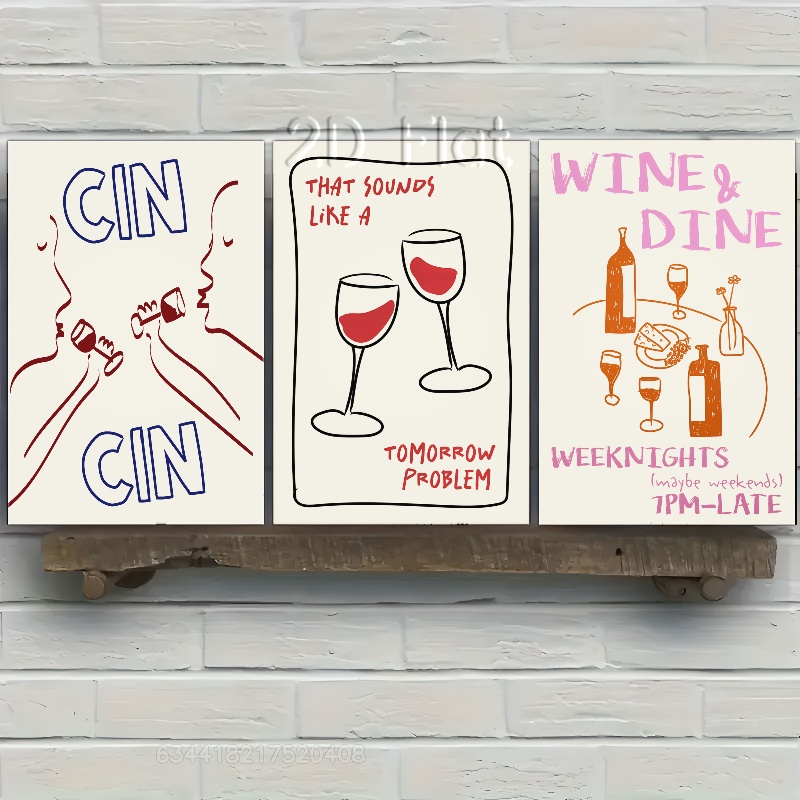 2D Flat
CIN
CIN
THAT SOUNDS
LIKE A
TOMORROW
PROBLEM
WINE &
DINE
WEEKNIGHTS
(maybe weekends)
7PM-LATE
634418217520408